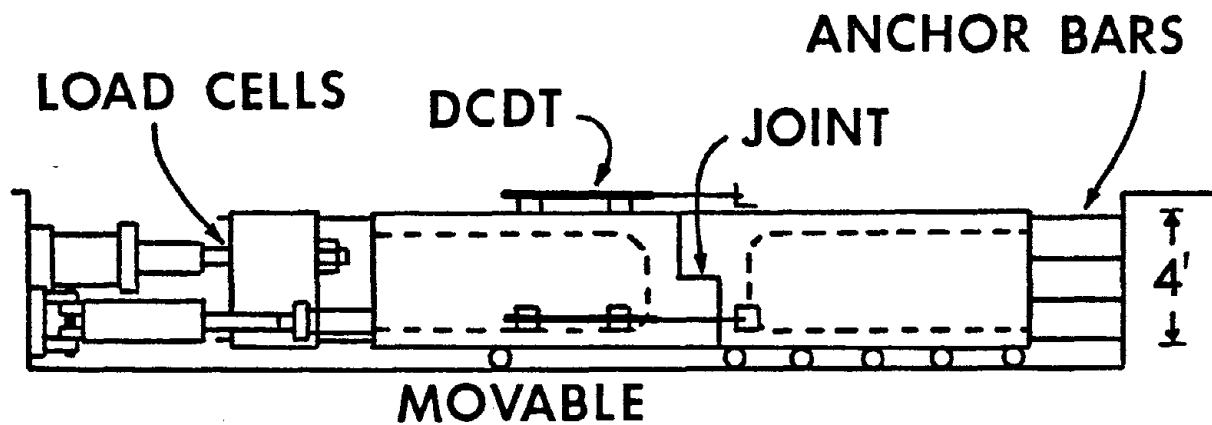 ANCHOR BARS
LOAD CELLS
DCDT
JOINT
4'
MOVABLE